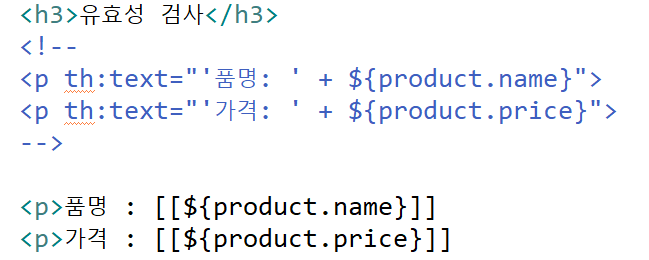 <h3>유효성 검사</h3>
<!--
<p th:text="'품명: ' + ${product.name}">
<p th:text="'가격: ' + ${product.price}">
-->
<p>품명 : [[${product.name}]]
<p>가격 : [[${product.price}]]